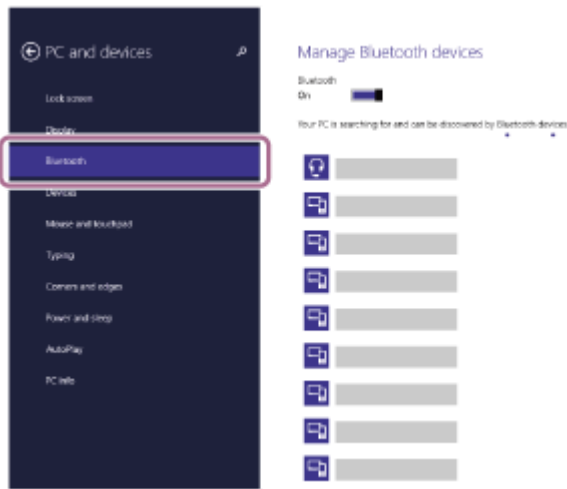 PC and devices
Lock screen
Display
Bluetooth
Devices
Mouse and touchpad
Typing
Corners and edges
Power and sleep
AutoPlay
PC info
Manage Bluetooth devices
Bluetooth
On
Your PC is searching for and can be discovered by Bluetooth devices